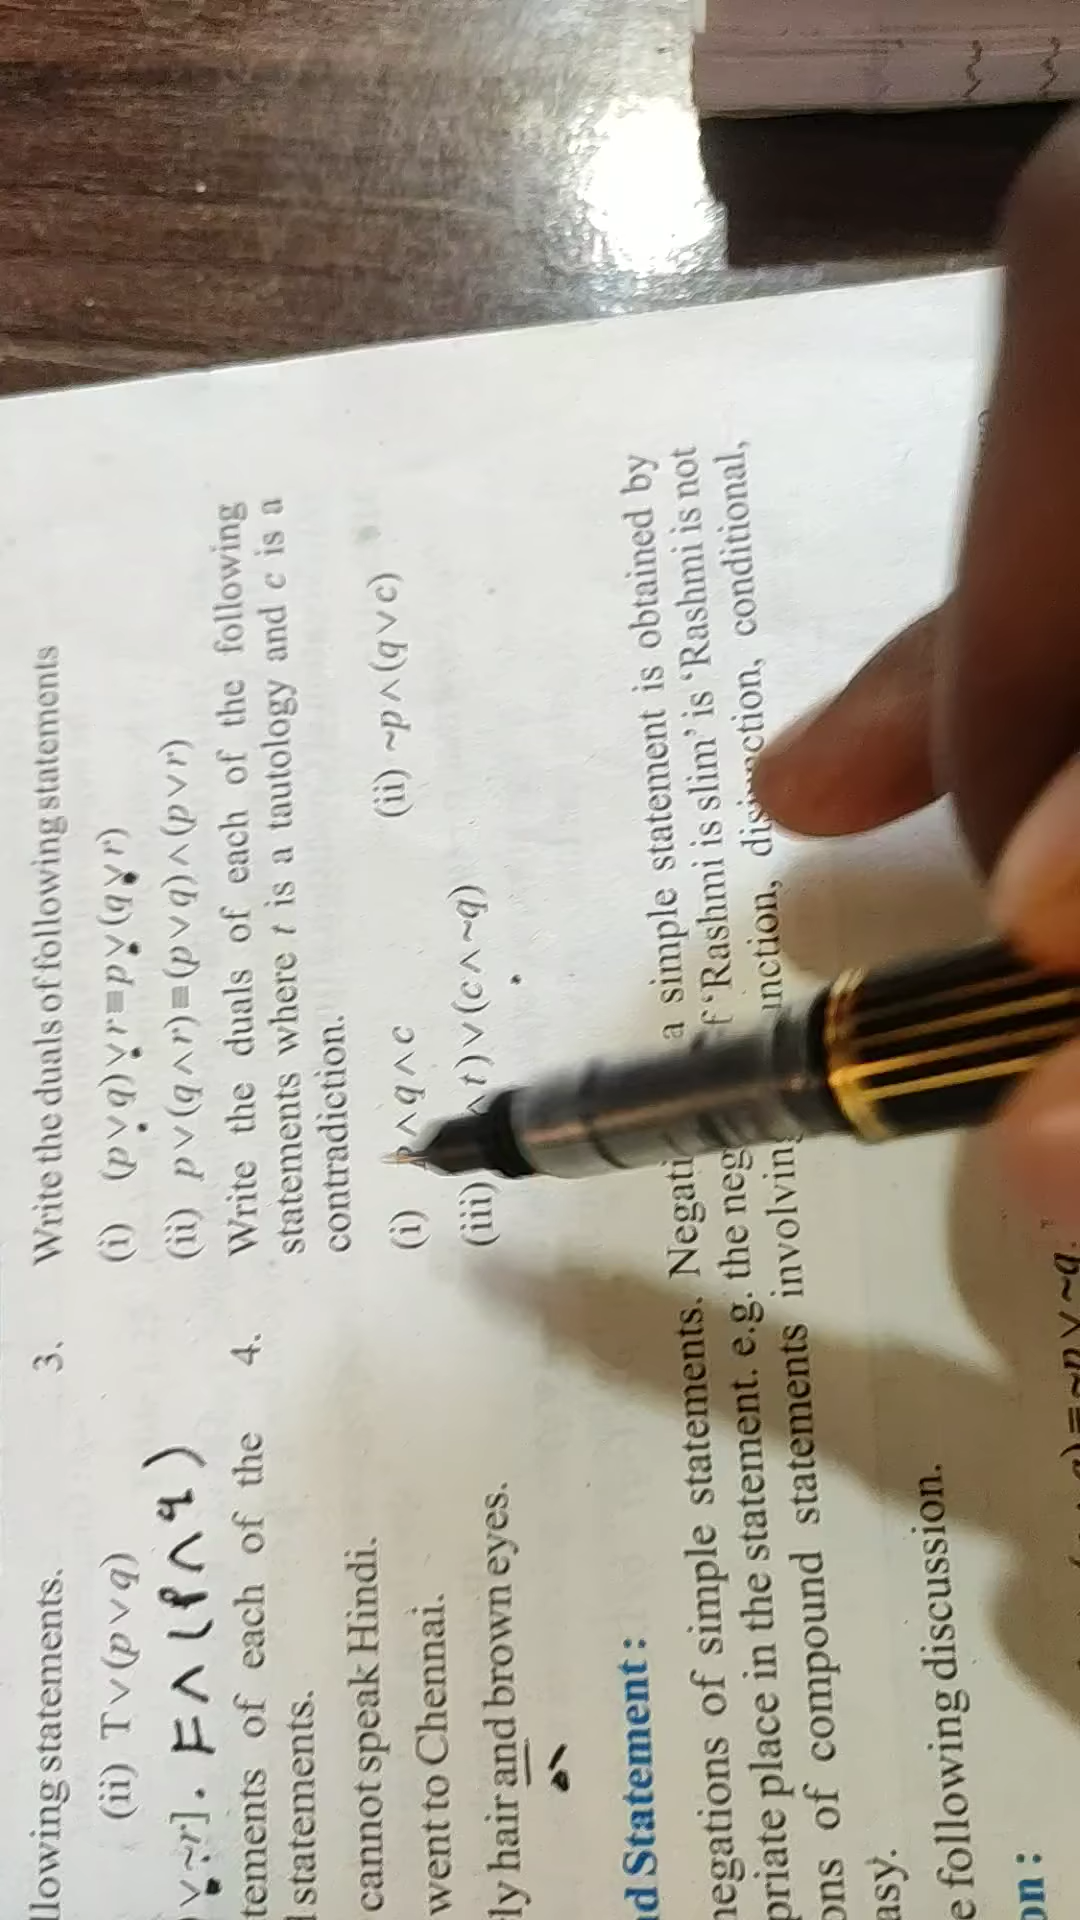 llowing statements.
(ii) T∨(p∨q)
∨~r]. F∧(p∧q)
tements of each of the
l statements.
cannot speak Hindi.
went to Chennai.
ly hair and brown eyes.
3. Write the duals of following statements
(i) (p∨q)∨r≡p∨(q∨r)
(ii) p∨(q∧r)≡(p∨q)∧(p∨r)
4. Write the duals of each of the following
statements where t is a tautology and c is a
contradiction.
(i) p∧q∧c (ii) ~p∧(q∨c)
(iii) ∧t)∨(c∧~q)
nd Statement :
negations of simple statements. a simple statement is obtained by
priate place in the statement. e.g. the f 'Rashmi is slim' is 'Rashmi is not
ons of compound statements conditional,
asy.
e following discussion.
on :
≡~p∨~q.